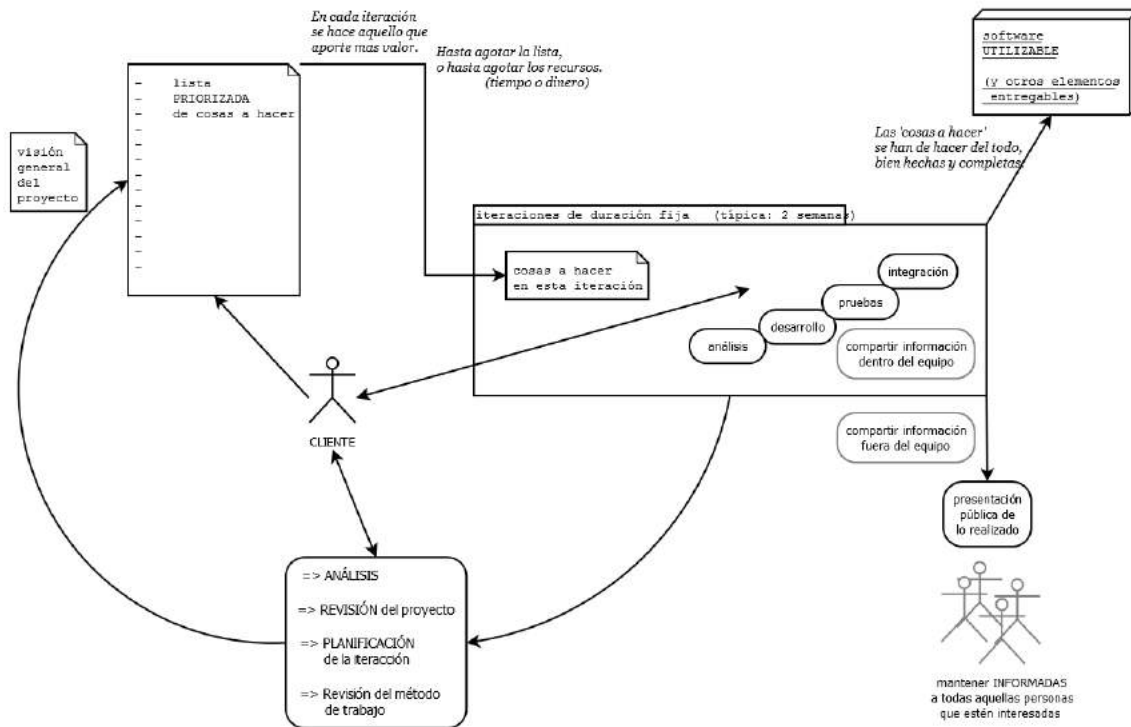 En cada iteración
se hace aquello que
aporte mas valor.
Hasta agotar la lista,
o hasta agotar los recursos.
(tiempo o dinero)
lista
PRIORIZADA
de cosas a hacer
visión
general
del
proyecto
software
UTILIZABLE
(y otros elementos
entregables)
Las 'cosas a hacer'
se han de hacer del todo,
bien hechas y completas.
iteraciones de duración fija (típica: 2 semanas)
cosas a hacer
en esta iteración
integración
pruebas
desarrollo
análisis
compartir información
dentro del equipo
compartir información
fuera del equipo
CLIENTE
presentación
pública de
lo realizado
=> ANÁLISIS
=> REVISIÓN del proyecto
=> PLANIFICACIÓN
de la iteracción
=> Revisión del método
de trabajo
mantener INFORMADAS
a todas aquellas personas
que estén interesadas